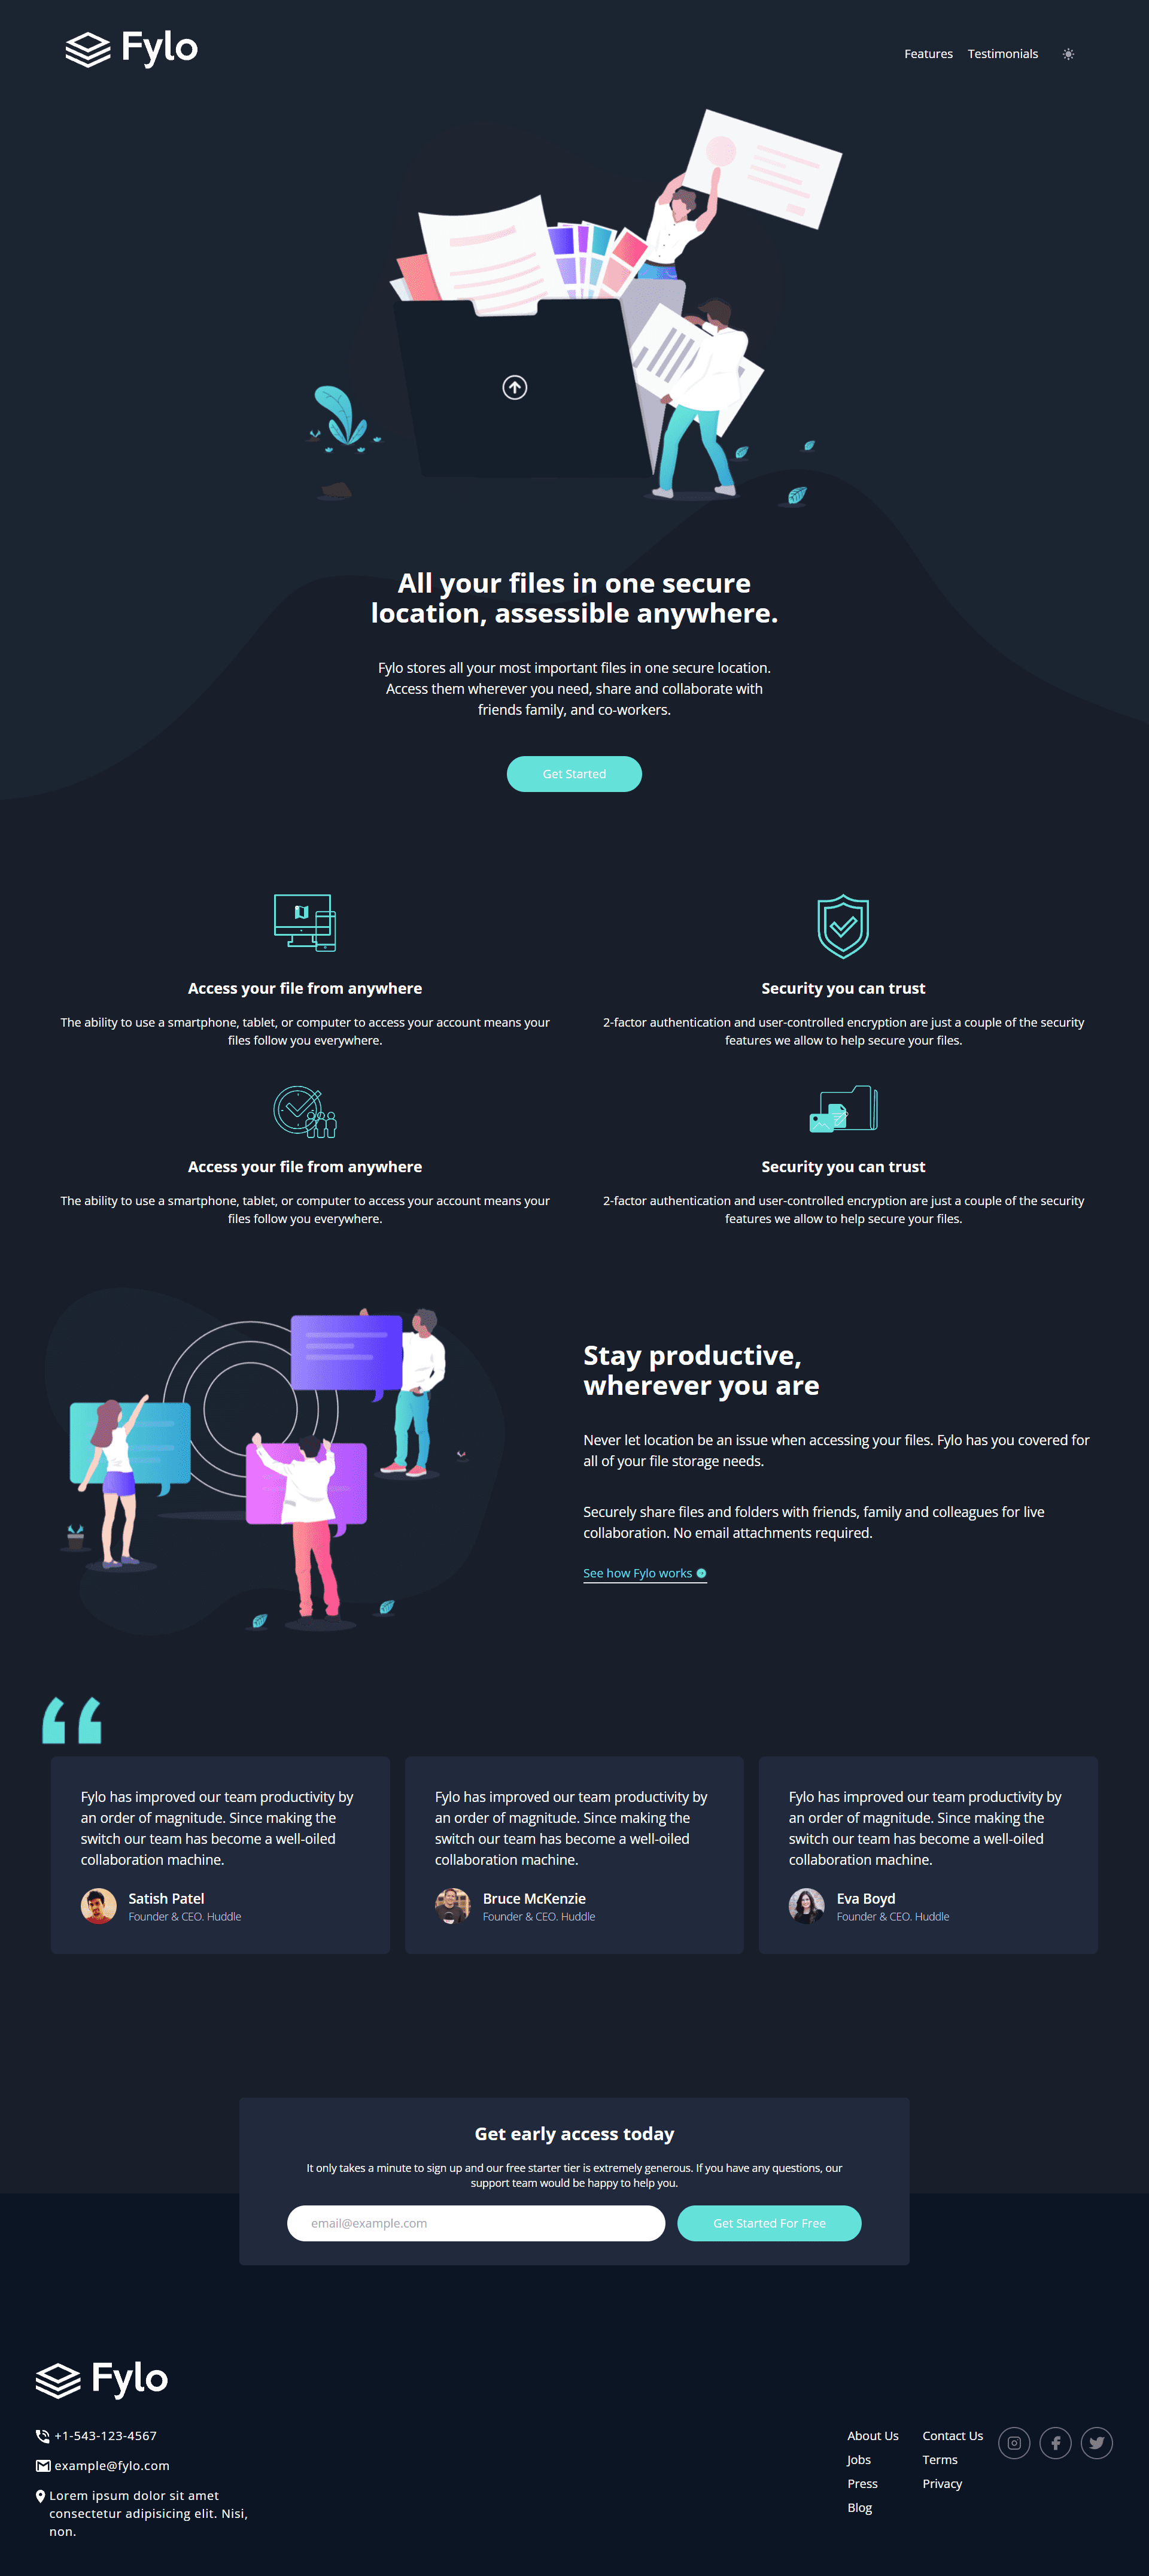 Fylo
Features Testimonials
All your files in one secure
location, assessible anywhere.
Fylo stores all your most important files in one secure location.
Access them wherever you need, share and collaborate with
friends family, and co-workers.
Get Started
Access your file from anywhere
The ability to use a smartphone, tablet, or computer to access your account means your
files follow you everywhere.
Security you can trust
2-factor authentication and user-controlled encryption are just a couple of the security
features we allow to help secure your files.
Access your file from anywhere
The ability to use a smartphone, tablet, or computer to access your account means your
files follow you everywhere.
Security you can trust
2-factor authentication and user-controlled encryption are just a couple of the security
features we allow to help secure your files.
Stay productive,
wherever you are
Never let location be an issue when accessing your files. Fylo has you covered for
all of your file storage needs.
Securely share files and folders with friends, family and colleagues for live
collaboration. No email attachments required.
See how Fylo works
Fylo has improved our team productivity by
an order of magnitude. Since making the
switch our team has become a well-oiled
collaboration machine.
Satish Patel
Founder & CEO. Huddle
Fylo has improved our team productivity by
an order of magnitude. Since making the
switch our team has become a well-oiled
collaboration machine.
Bruce McKenzie
Founder & CEO. Huddle
Fylo has improved our team productivity by
an order of magnitude. Since making the
switch our team has become a well-oiled
collaboration machine.
Eva Boyd
Founder & CEO. Huddle
Get early access today
It only takes a minute to sign up and our free starter tier is extremely generous. If you have any questions, our
support team would be happy to help you.
email@example.com
Get Started For Free
Fylo
+1-543-123-4567
example@fylo.com
Lorem ipsum dolor sit amet
consectetur adipisicing elit. Nisi,
non.
About Us
Jobs
Press
Blog
Contact Us
Terms
Privacy